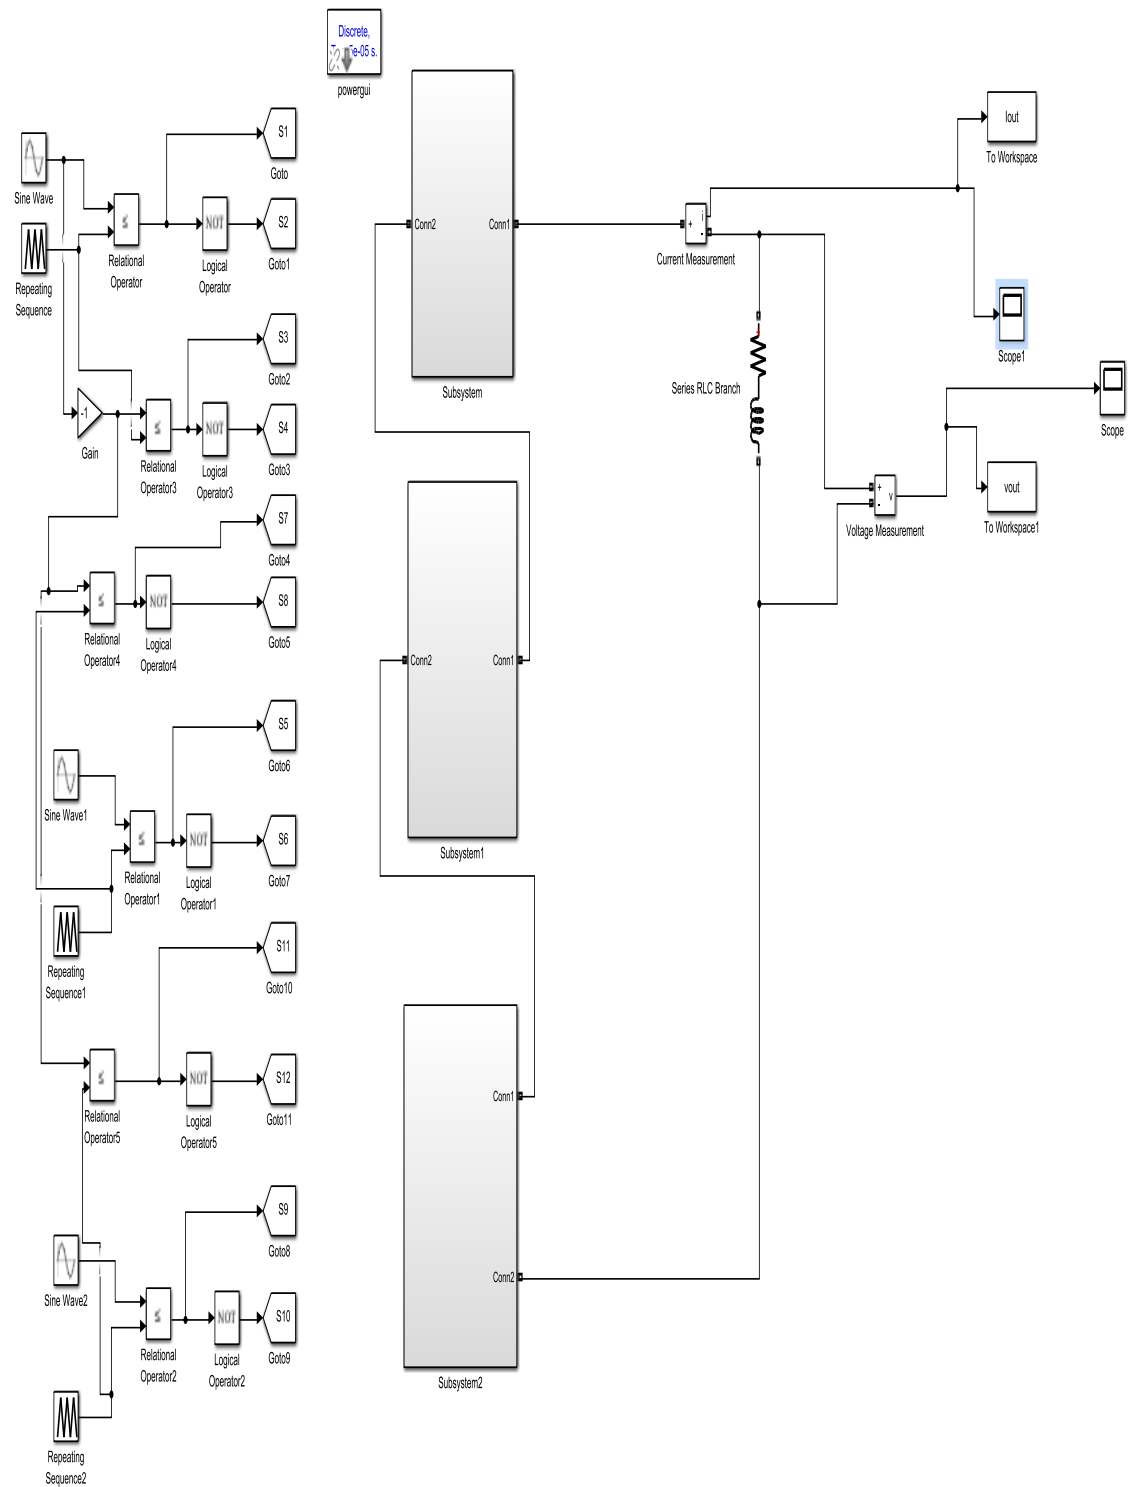 Discrete,
5e-05 s.
powergui
S1
Goto
Sine Wave
≤
Relational
Operator
NOT
Logical
Operator
S2
Goto1
Repeating
Sequence
S3
Goto2
-1
Gain
≤
Relational
Operator3
NOT
Logical
Operator3
S4
Goto3
S7
Goto4
≤
Relational
Operator4
NOT
Logical
Operator4
S8
Goto5
S5
Goto6
Sine Wave1
≤
Relational
Operator1
NOT
Logical
Operator1
S6
Goto7
Repeating
Sequence1
S11
Goto10
≤
Relational
Operator5
NOT
Logical
Operator5
S12
Goto11
S9
Goto8
Sine Wave2
≤
Relational
Operator2
NOT
Logical
Operator2
S10
Goto9
Repeating
Sequence2
Conn2
Conn1
Subsystem
Conn2
Conn1
Subsystem1
Conn1
Conn2
Subsystem2
+
i
-
Current Measurement
Series RLC Branch
+
-
v
Voltage Measurement
Iout
To Workspace
Scope1
Scope
vout
To Workspace1